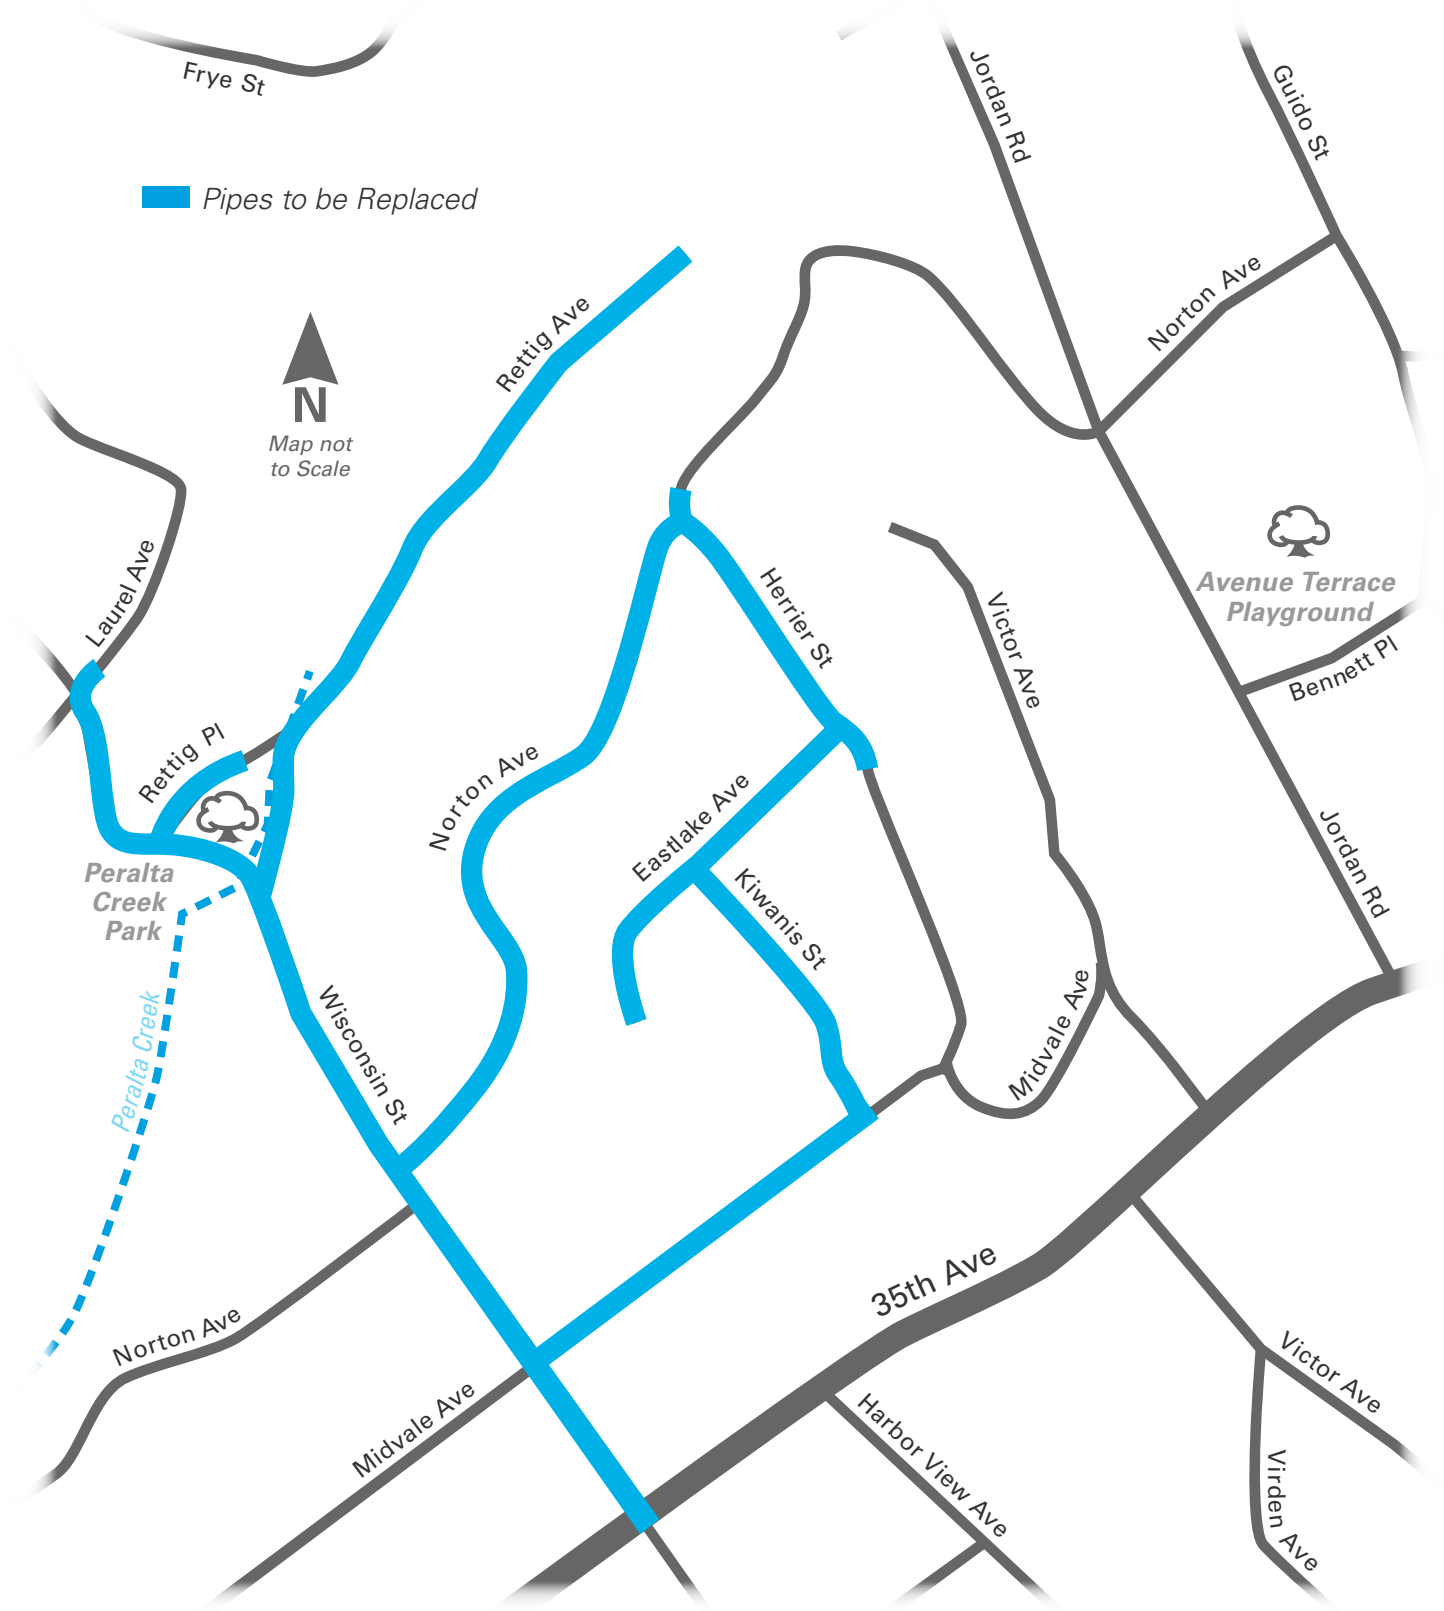 Frye St
Jordan Rd
Guido St
Pipes to be Replaced
Norton Ave
Rettig Ave
N
Map not
to Scale
Laurel Ave
Herrier St
Victor Ave
Avenue Terrace
Playground
Bennett Pl
Rettig Pl
Norton Ave
Eastlake Ave
Kiwanis St
Jordan Rd
Peralta
Creek
Park
Peralta Creek
Wisconsin St
Midvale Ave
35th Ave
Norton Ave
Midvale Ave
Harbor View Ave
Victor Ave
Virden Ave